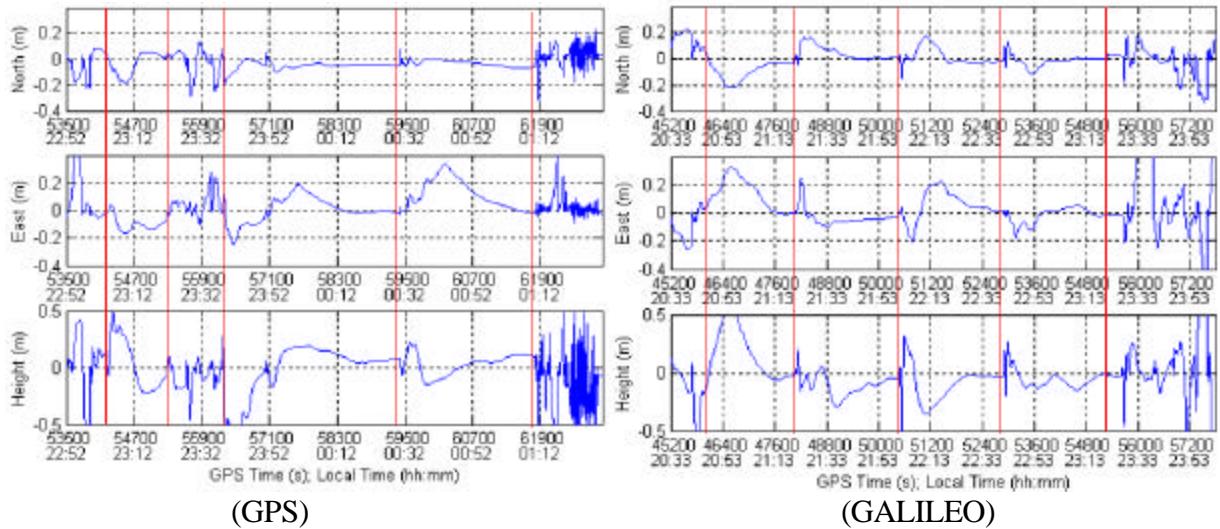 North (m)
0.2
0
-0.2
-0.4
53500 54700 55900 57100 58300 59500 60700 61900
22:52 23:12 23:32 23:52 00:12 00:32 00:52 01:12
East (m)
0.2
0
-0.2
-0.4
53500 54700 55900 57100 58300 59500 60700 61900
22:52 23:12 23:32 23:52 00:12 00:32 00:52 01:12
Height (m)
0.5
0
-0.5
53500 54700 55900 57100 58300 59500 60700 61900
22:52 23:12 23:32 23:52 00:12 00:32 00:52 01:12
GPS Time (s); Local Time (hh:mm)
(GPS)
North (m)
0.2
0
-0.2
-0.4
45200 46400 47600 48800 50000 51200 52400 53600 54800 56000 57200
20:33 20:53 21:13 21:33 21:53 22:13 22:33 22:53 23:13 23:33 23:53
East (m)
0.2
0
-0.2
-0.4
45200 46400 47600 48800 50000 51200 52400 53600 54800 56000 57200
20:33 20:53 21:13 21:33 21:53 22:13 22:33 22:53 23:13 23:33 23:53
Height (m)
0.5
0
-0.5
45200 46400 47600 48800 50000 51200 52400 53600 54800 56000 57200
20:33 20:53 21:13 21:33 21:53 22:13 22:33 22:53 23:13 23:33 23:53
GPS Time (s); Local Time (hh:mm)
(GALILEO)